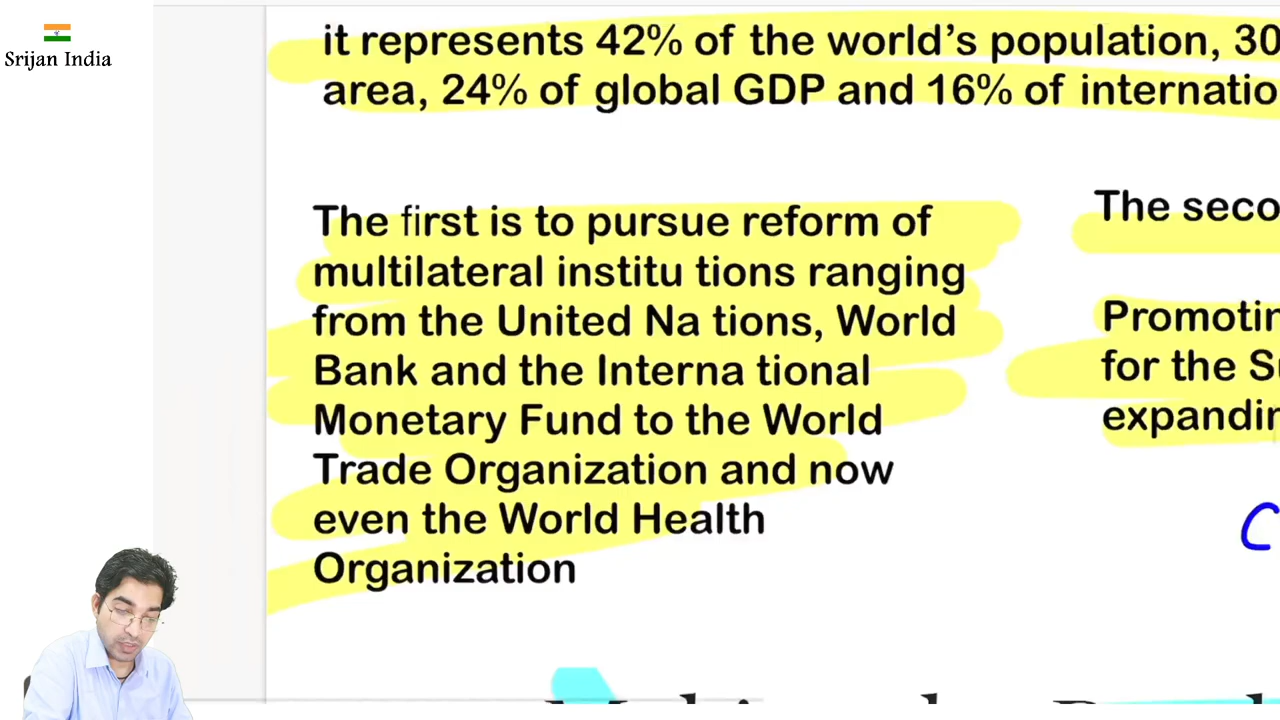 Srijan India
it represents 42% of the world’s population, 30
area, 24% of global GDP and 16% of internatio
The first is to pursue reform of
multilateral institu tions ranging
from the United Na tions, World
Bank and the Interna tional
Monetary Fund to the World
Trade Organization and now
even the World Health
Organization
The seco
Promotin
for the Su
expandin
C